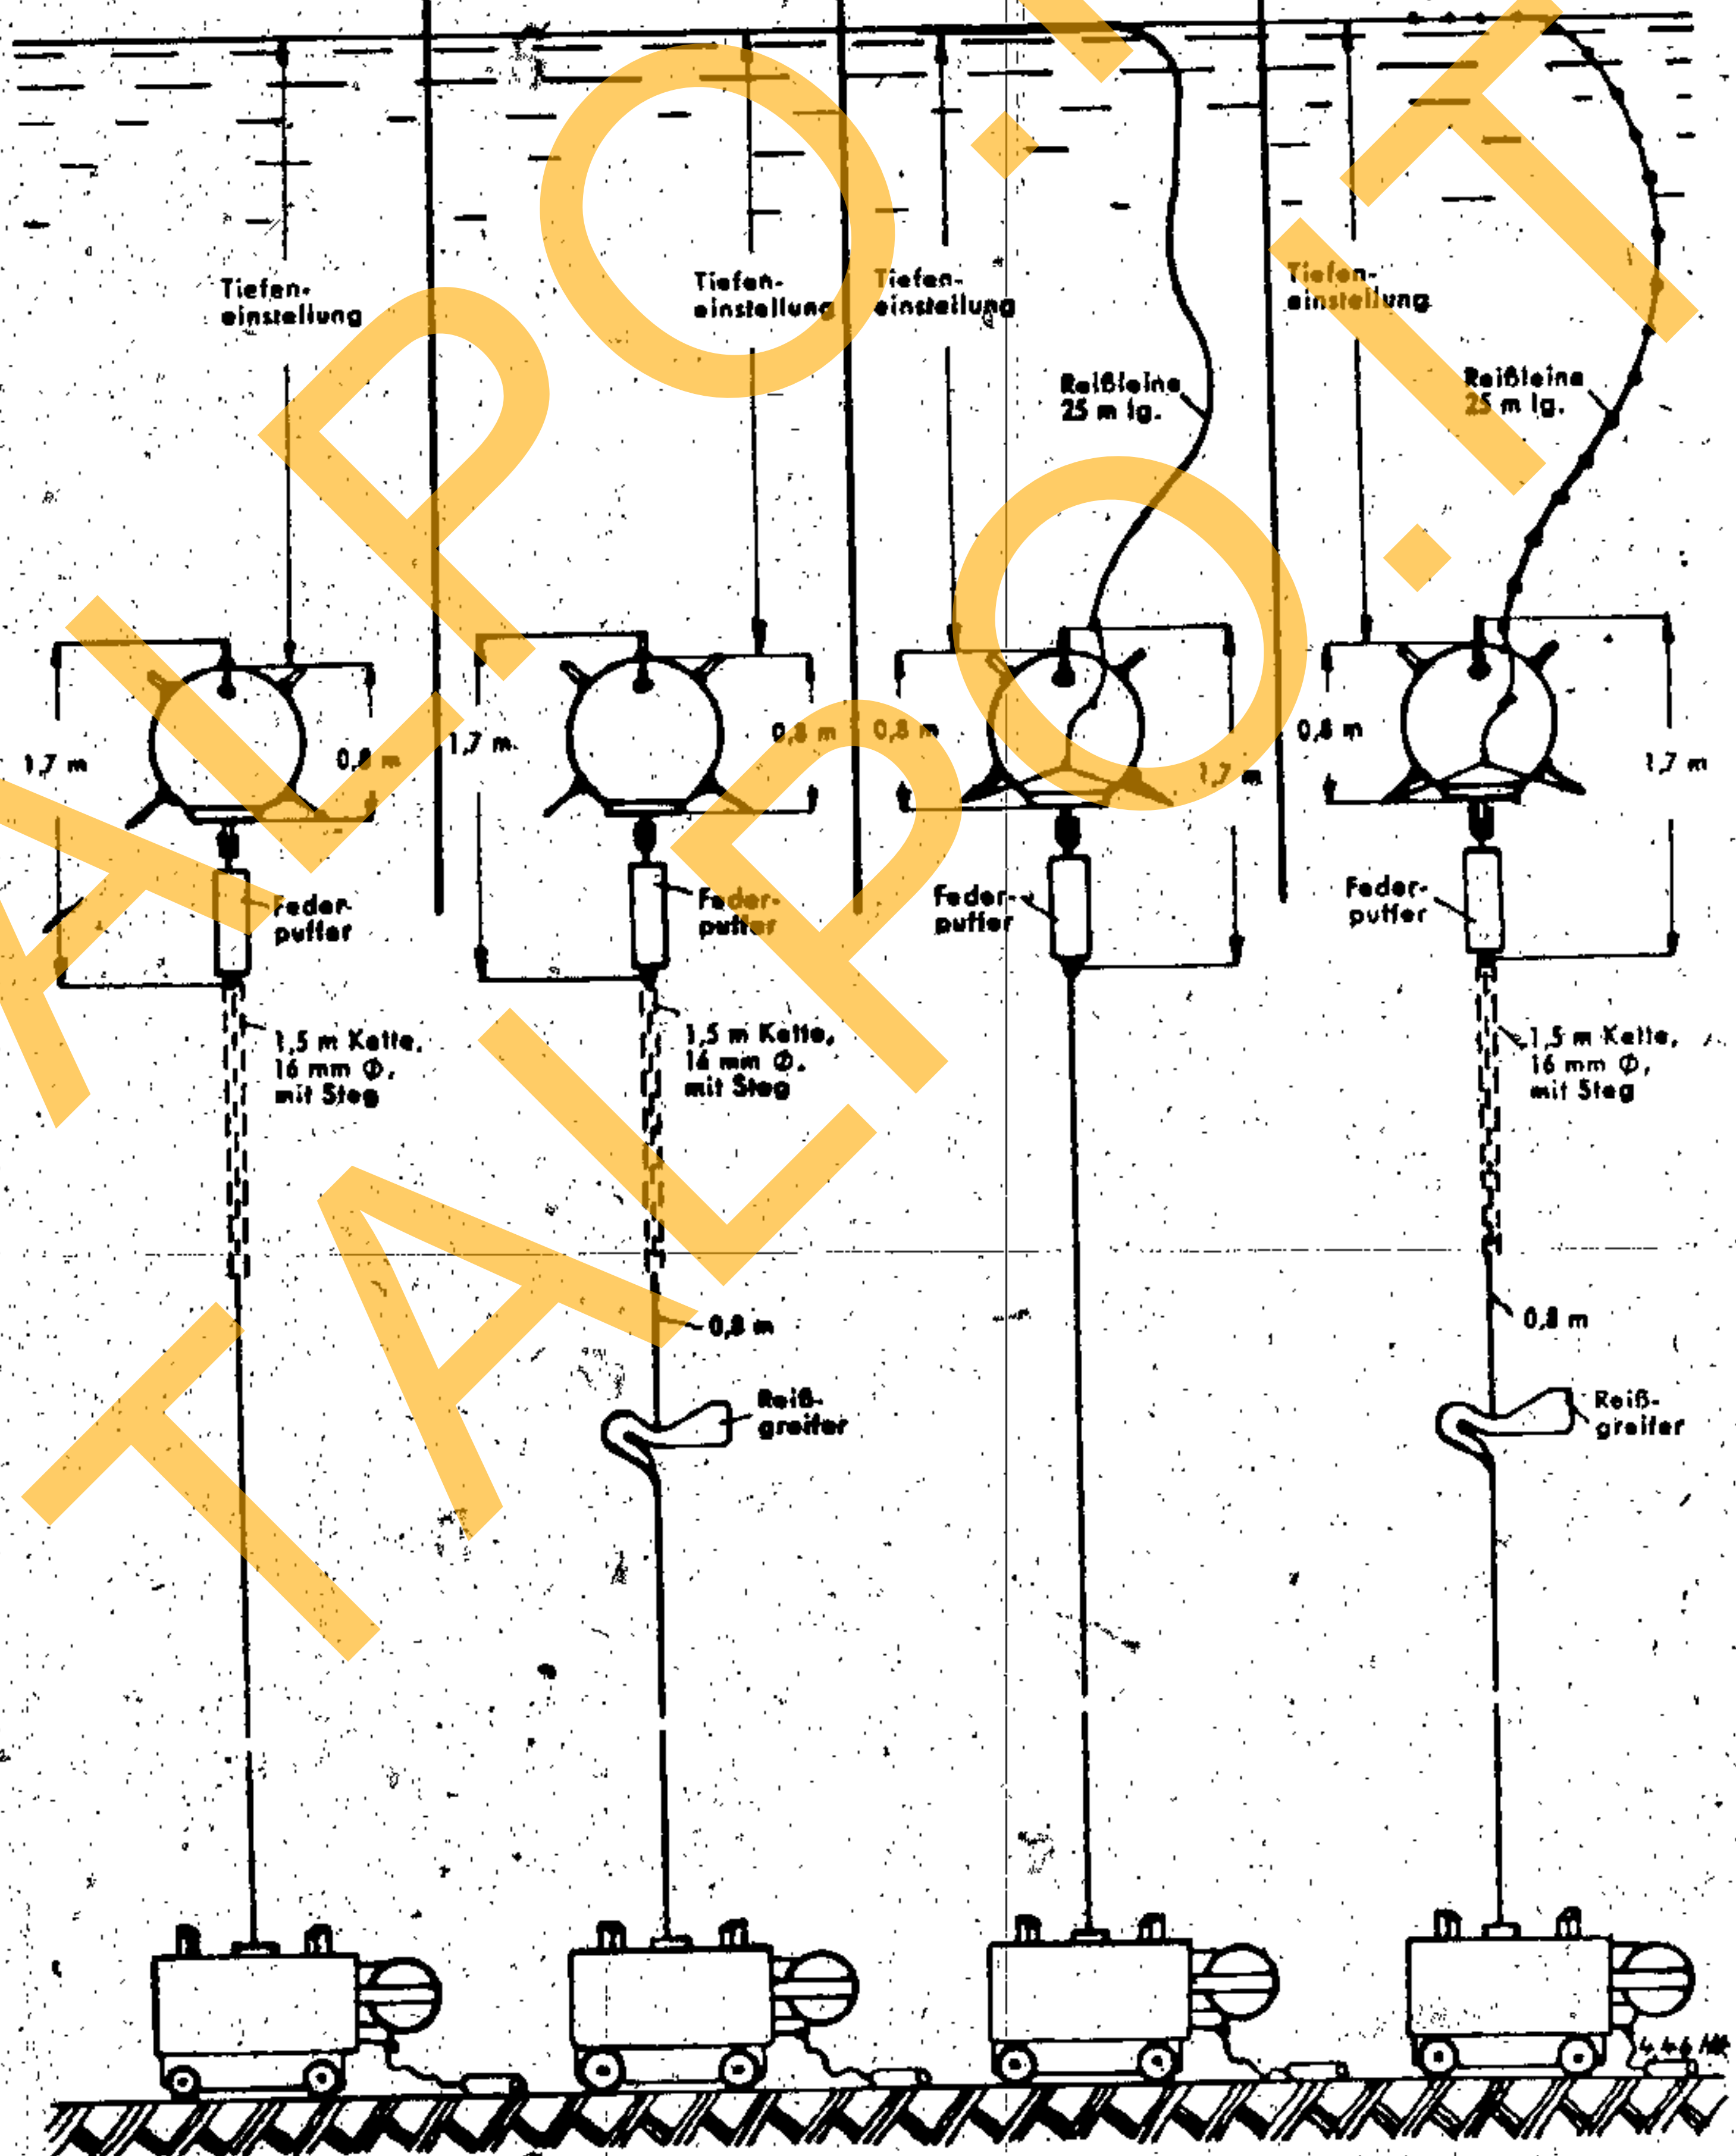 Tiefen-
einstellung
Tiefen-
einstellung
Tiefen-
einstellung
Tiefen-
einstellung
Reißleine
25 m lg.
Reißleine
25 m lg.
1,7 m
0,8 m
1,7 m
0,8 m
0,8 m
1,7 m
0,8 m
1,7 m
Feder-
puffer
Feder-
puffer
Feder-
puffer
Feder-
puffer
1,5 m Kette,
16 mm Φ,
mit Steg
1,5 m Kette,
16 mm Φ,
mit Steg
1,5 m Kette,
16 mm Φ,
mit Steg
0,8 m
0,8 m
Reiß-
greifer
Reiß-
greifer
TALPO.IT